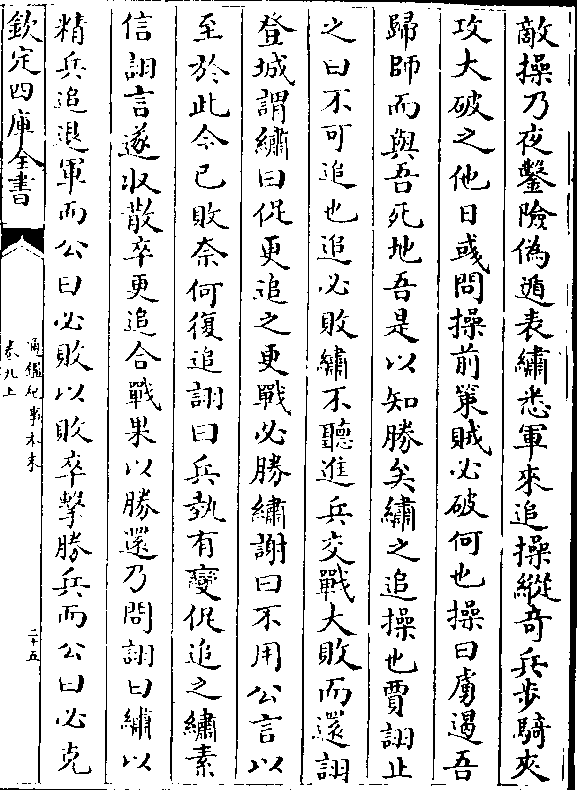 敵操乃夜鑿險偽遁表繡悉軍來追操縱奇兵步騎夾
攻大破之他日彧問操前策賊必破何也操曰虜遏吾
歸師而與吾死地吾是以知勝矣繡之追操也賈詡止
之曰不可追也追必敗繡不聽進兵交戰大敗而還詡
登城謂繡曰促更追之更戰必勝繡謝曰不用公言以
至於此今已敗奈何復追詡曰兵埶有變促追之繡素
信詡言遂收散卒更追合戰果以勝還乃問詡曰繡以
精兵追退軍而公曰必敗以敗卒擊勝兵而公曰必克
欽定四庫全書
通鑑紀事本末
卷九上
二十五